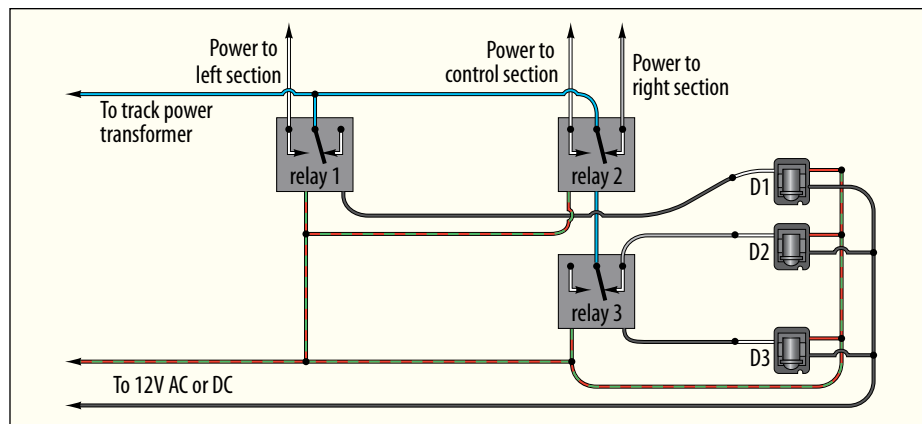 Power to
left section
Power to
control section
Power to
right section
To track power
transformer
relay 1
relay 2
D1
D2
relay 3
D3
To 12V AC or DC